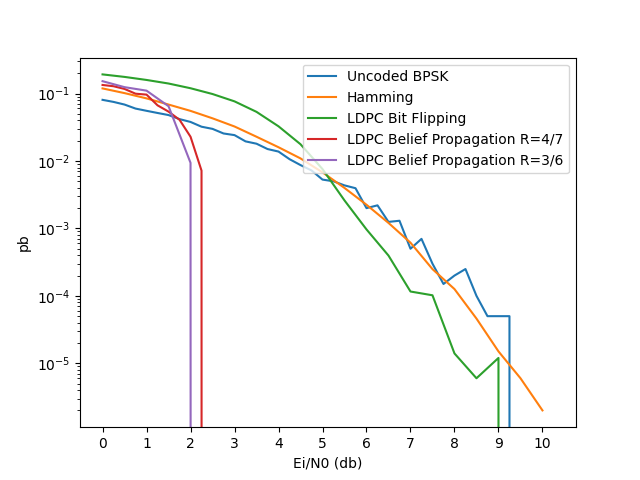 Uncoded BPSK
Hamming
LDPC Bit Flipping
LDPC Belief Propagation R=4/7
LDPC Belief Propagation R=3/6
pb
10⁻¹
10⁻²
10⁻³
10⁻⁴
10⁻⁵
0 1 2 3 4 5 6 7 8 9 10
Ei/N0 (db)